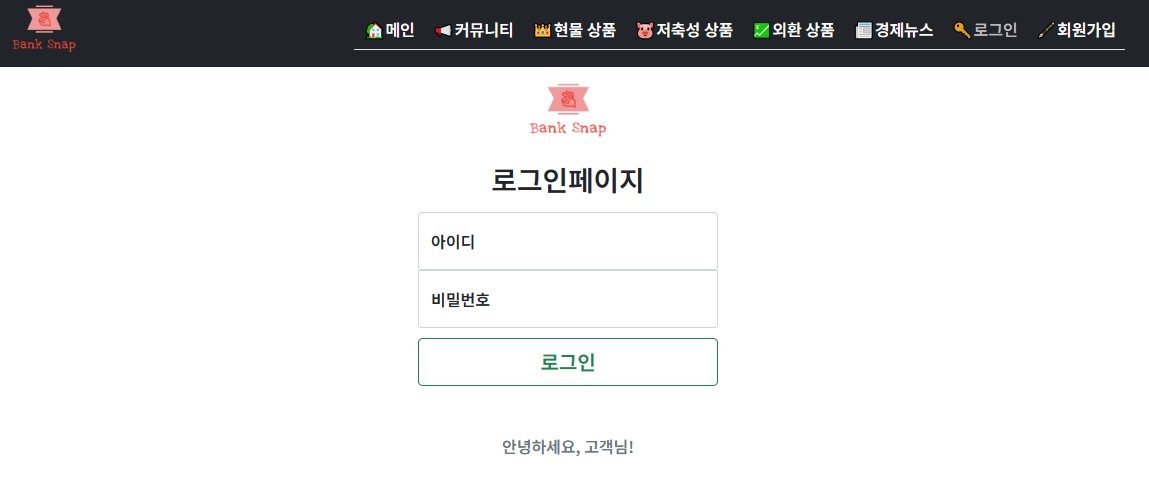 Bank Snap
메인 커뮤니티 현물 상품 저축성 상품 외환 상품 경제뉴스 로그인 회원가입
Bank Snap
로그인페이지
아이디
비밀번호
로그인
안녕하세요, 고객님!